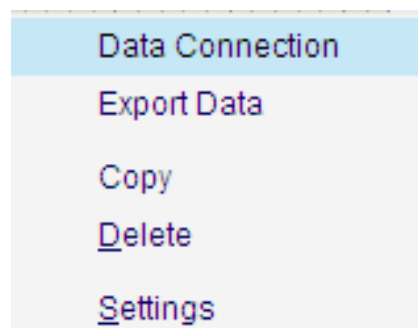 Data Connection
Export Data
Copy
Delete
Settings